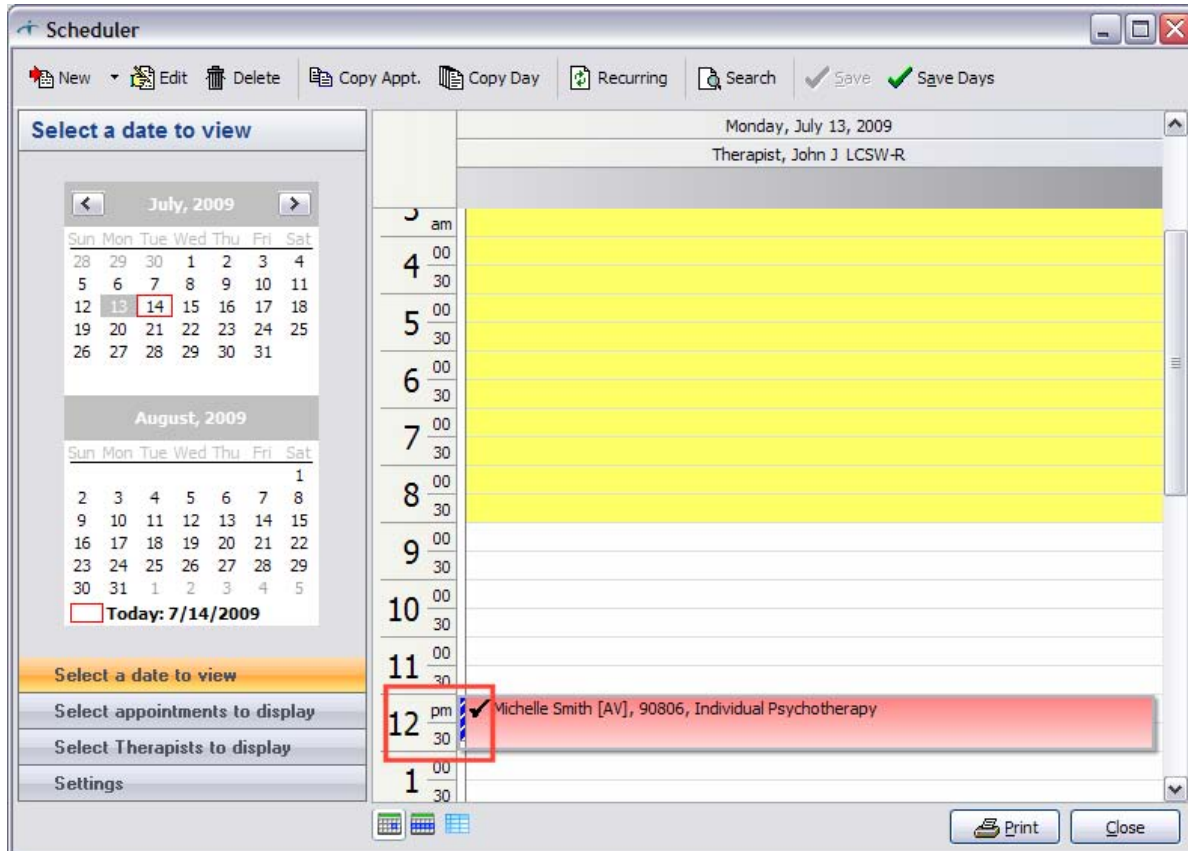 Scheduler
New Edit Delete Copy Appt. Copy Day Recurring Search Save Save Days
Select a date to view
July, 2009
Sun Mon Tue Wed Thu Fri Sat
28 29 30 1 2 3 4
5 6 7 8 9 10 11
12 13 14 15 16 17 18
19 20 21 22 23 24 25
26 27 28 29 30 31
August, 2009
Sun Mon Tue Wed Thu Fri Sat
1
2 3 4 5 6 7 8
9 10 11 12 13 14 15
16 17 18 19 20 21 22
23 24 25 26 27 28 29
30 31 1 2 3 4 5
Today: 7/14/2009
Select a date to view
Select appointments to display
Select Therapists to display
Settings
Monday, July 13, 2009
Therapist, John J LCSW-R
am
4 00
30
5 00
30
6 00
30
7 00
30
8 00
30
9 00
30
10 00
30
11 00
30
12 pm Michelle Smith [AV], 90806, Individual Psychotherapy
30
1 00
30
Print Close